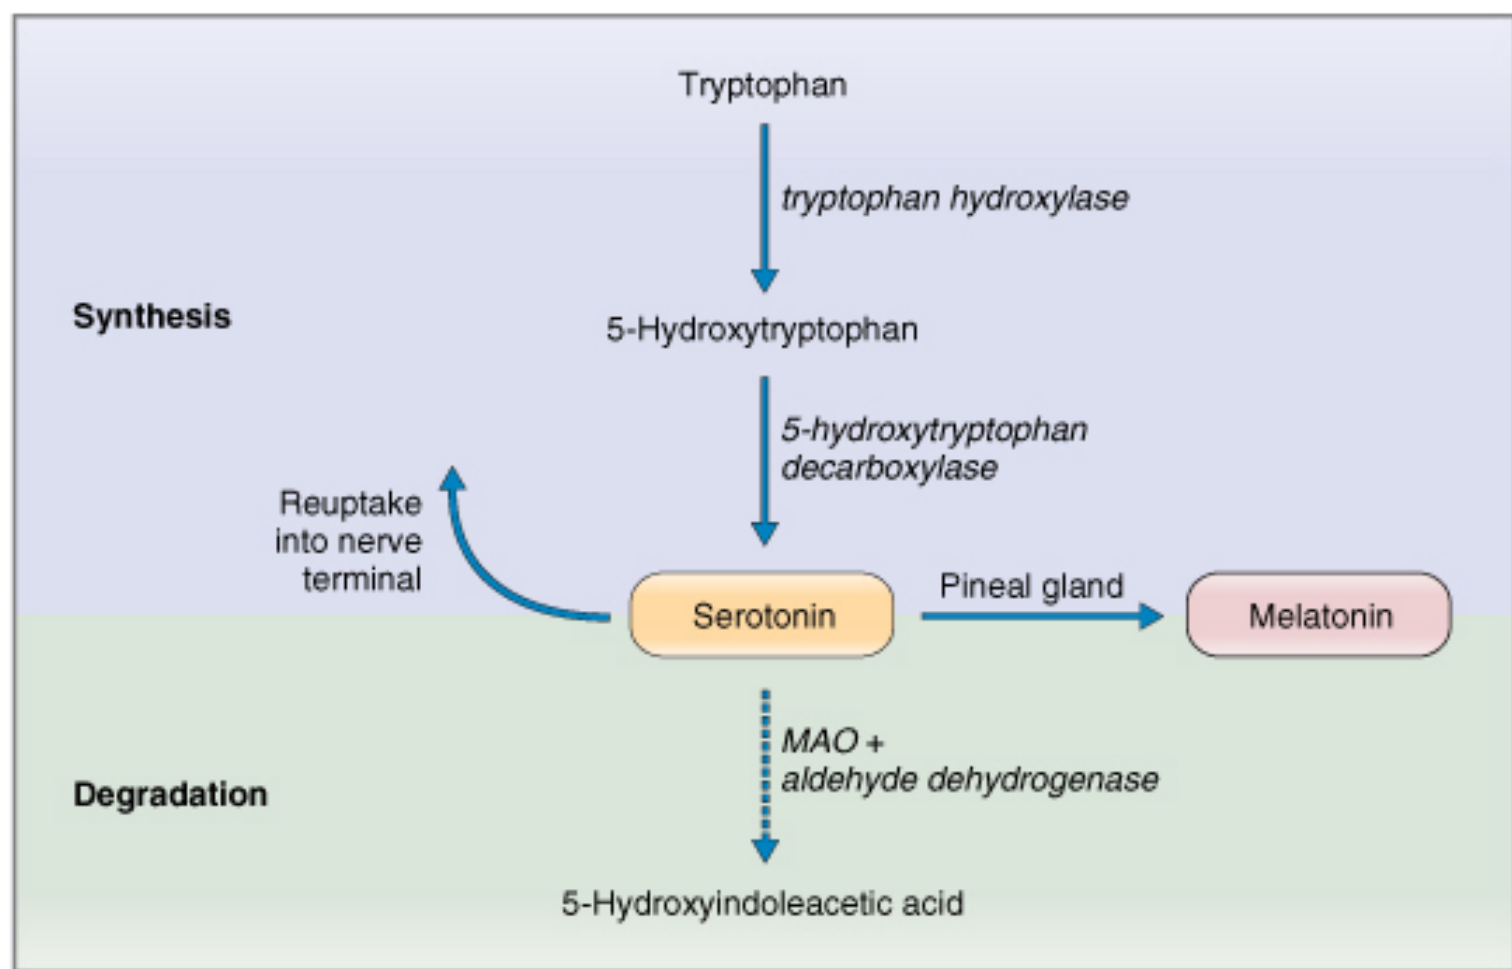 Tryptophan
tryptophan hydroxylase
Synthesis
5-Hydroxytryptophan
5-hydroxytryptophan
decarboxylase
Reuptake
into nerve
terminal
Serotonin
Pineal gland
Melatonin
MAO +
aldehyde dehydrogenase
Degradation
5-Hydroxyindoleacetic acid